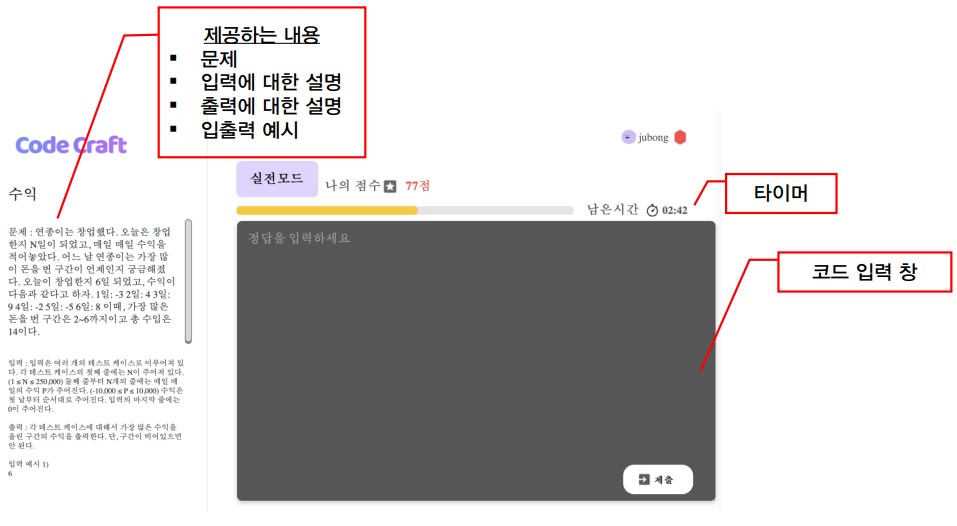 제공하는 내용
▪ 문제
▪ 입력에 대한 설명
▪ 출력에 대한 설명
▪ 입출력 예시
Code Craft
jubong
실전모드
나의 점수 77점
남은시간 02:42
타이머
수익
문제 : 연종이는 창업했다. 오늘은 창업
한지 N일이 되었고, 매일 매일 수익을
적어놓았다. 어느 날 연종이는 가장 많
이 돈을 번 구간이 언제인지 궁금해졌
다. 오늘이 창업한지 6일 되었고, 수익이
다음과 같다고 하자. 1일: -3 2일: 4 3일:
9 4일: -2 5일: -5 6일: 8 이때, 가장 많은
돈을 번 구간은 2~6까지이고 총 수입은
14이다.
입력 : 입력은 여러 개의 테스트 케이스로 이루어져 있
다. 각 테스트 케이스의 첫째 줄에는 N이 주어져 있다.
(1 ≤ N ≤ 250,000) 둘째 줄부터 N개의 줄에는 매일 매
일의 수익 P가 주어진다. (-10,000 ≤ P ≤ 10,000) 수익은
첫 날부터 순서대로 주어진다. 입력의 마지막 줄에는
0이 주어진다.
출력 : 각 테스트 케이스에 대해서 가장 많은 수익을
올린 구간의 수익을 출력한다. 단, 구간이 비어있으면
안 된다.
입력 예시 1)
6
정답을 입력하세요
코드 입력 창
제출